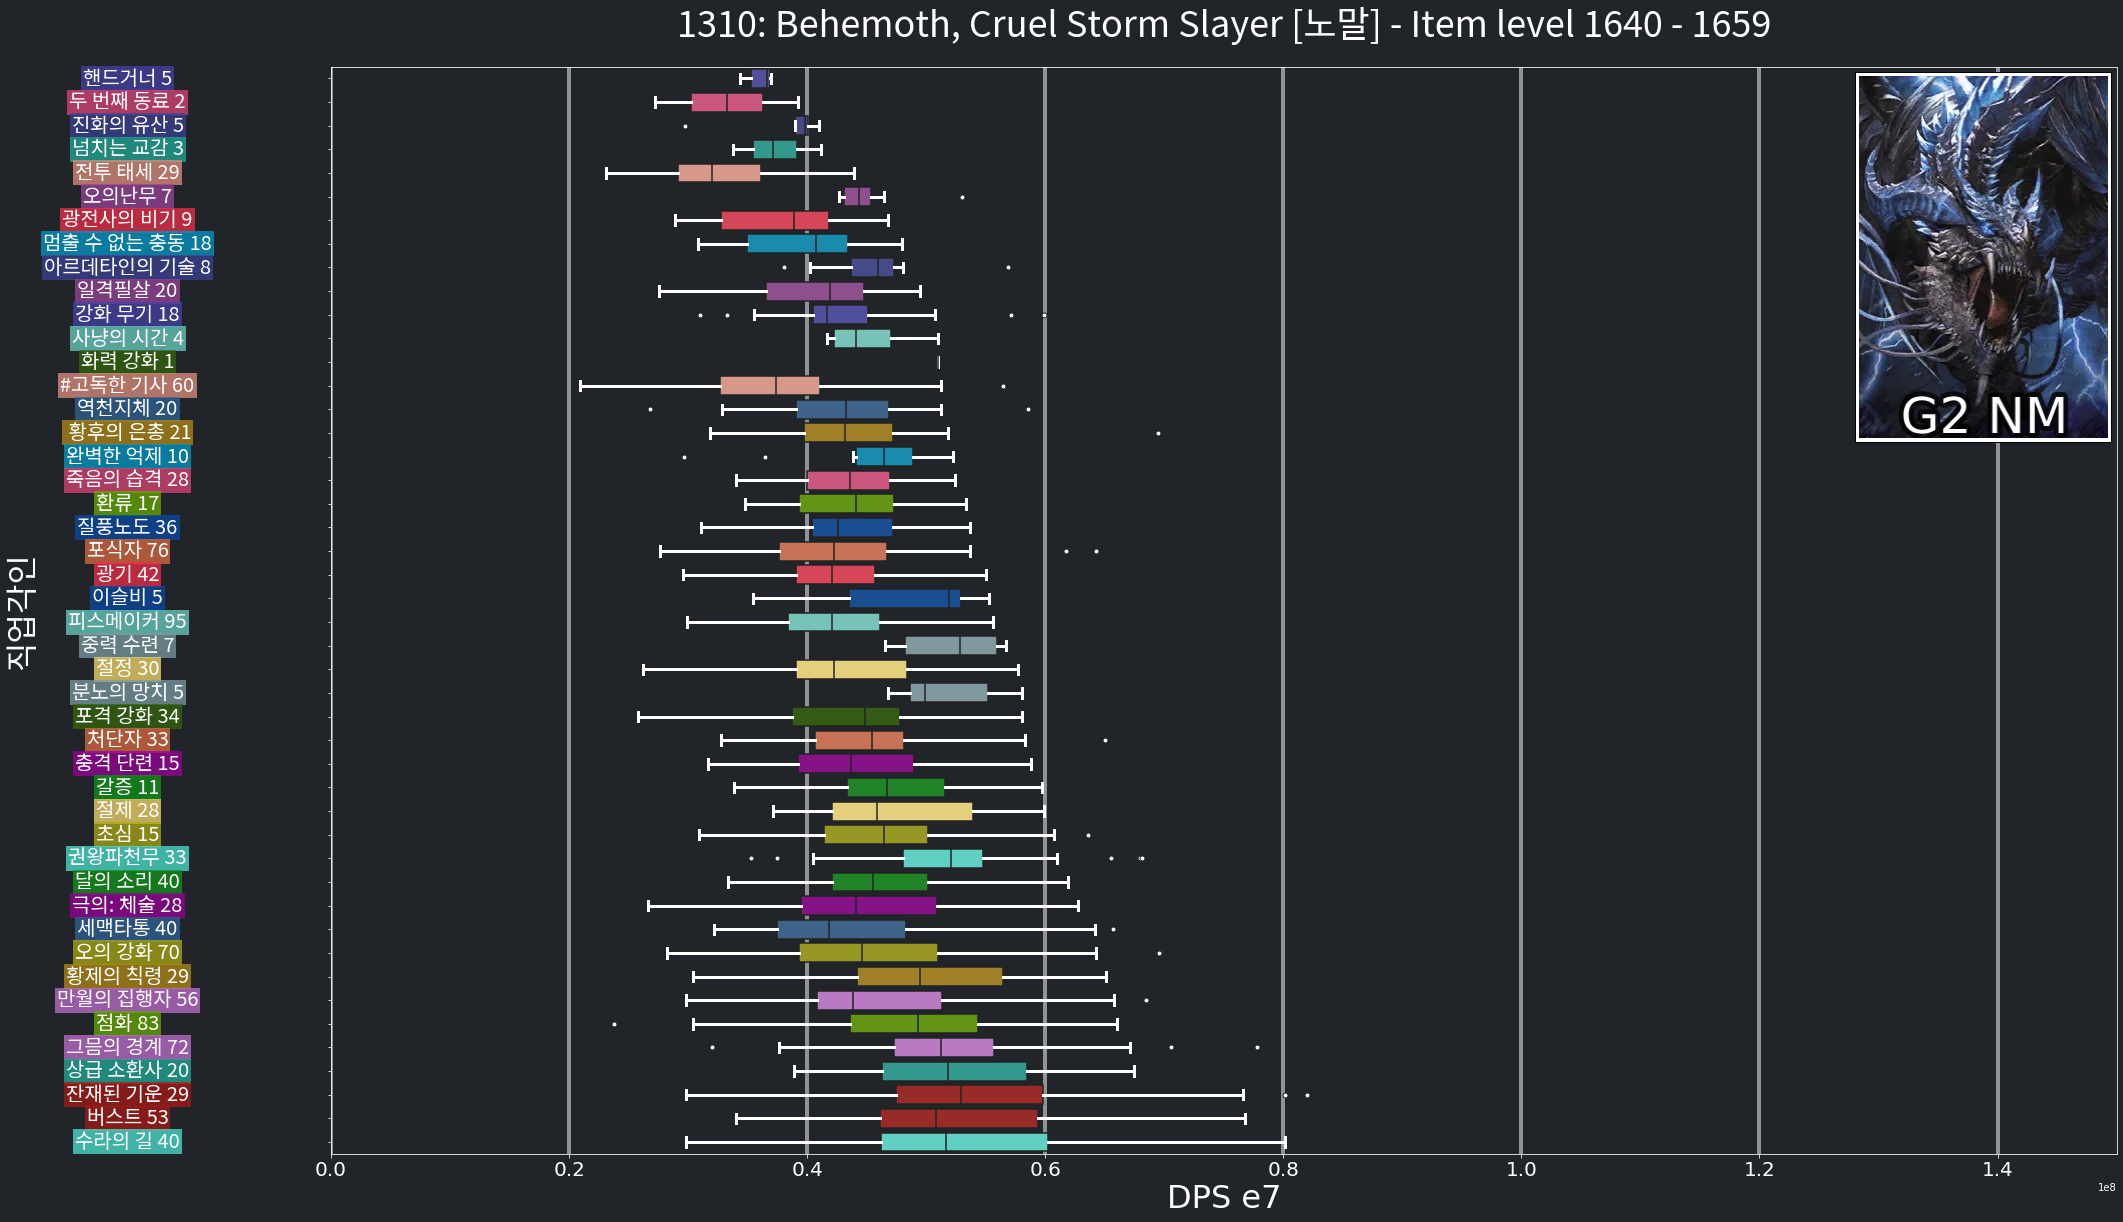 1310: Behemoth, Cruel Storm Slayer [노말] - Item level 1640 - 1659
핸드거너 5
두 번째 동료 2
진화의 유산 5
넘치는 교감 3
전투 태세 29
오의난무 7
광전사의 비기 9
멈출 수 없는 충동 18
아르데타인의 기술 8
일격필살 20
강화 무기 18
사냥의 시간 4
화력 강화 1
#고독한 기사 60
역천지체 20
황후의 은총 21
완벽한 억제 10
죽음의 습격 28
환류 17
질풍노도 36
포식자 76
광기 42
이슬비 5
피스메이커 95
중력 수련 7
절정 30
분노의 망치 5
포격 강화 34
처단자 33
충격 단련 15
갈증 11
절제 28
초심 15
권왕파천무 33
달의 소리 40
극의: 체술 28
세맥타통 40
오의 강화 70
황제의 칙령 29
만월의 집행자 56
점화 83
그믐의 경계 72
상급 소환사 20
잔재된 기운 29
버스트 53
수라의 길 40
직업각인
G2 NM
0.0 0.2 0.4 0.6 0.8 1.0 1.2 1.4
1e8
DPS e7